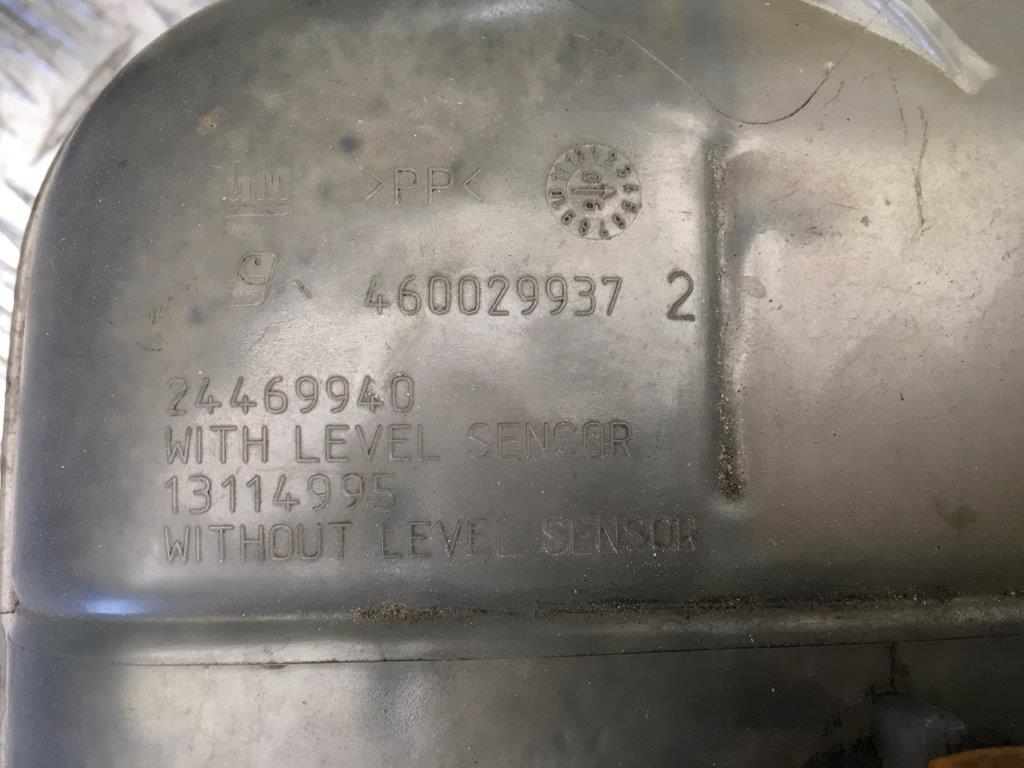 GM >PP<
460029937 2
24469940
WITH LEVEL SENSOR
13114995
WITHOUT LEVEL SENSOR